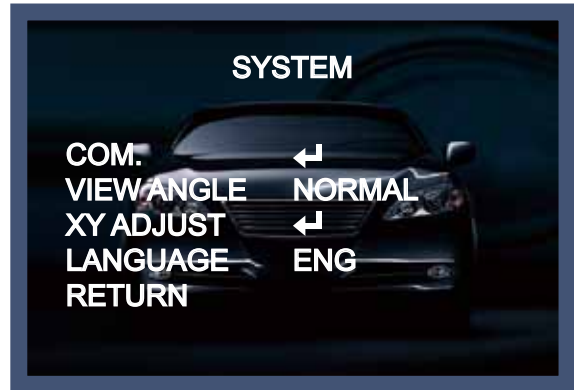 SYSTEM
COM. ↵
VIEW ANGLE NORMAL
XY ADJUST ↵
LANGUAGE ENG
RETURN